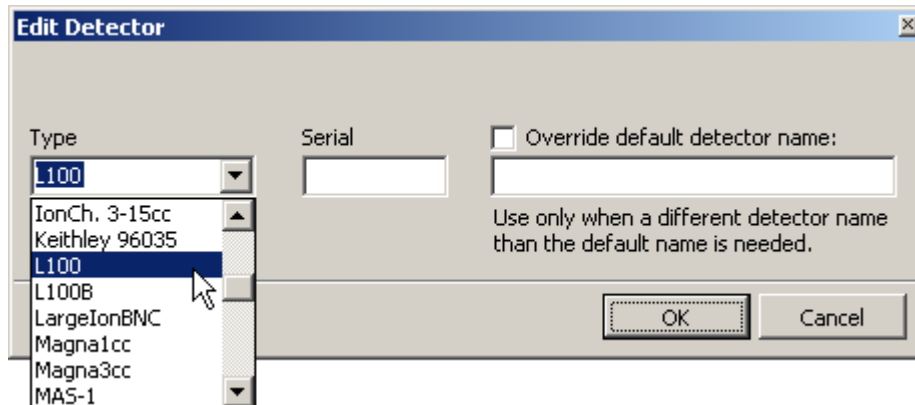 Edit Detector
Type
Serial
Override default detector name:
L100
IonCh. 3-15cc
Keithley 96035
L100
L100B
LargeIonBNC
Magna1cc
Magna3cc
MAS-1
Use only when a different detector name
than the default name is needed.
OK
Cancel